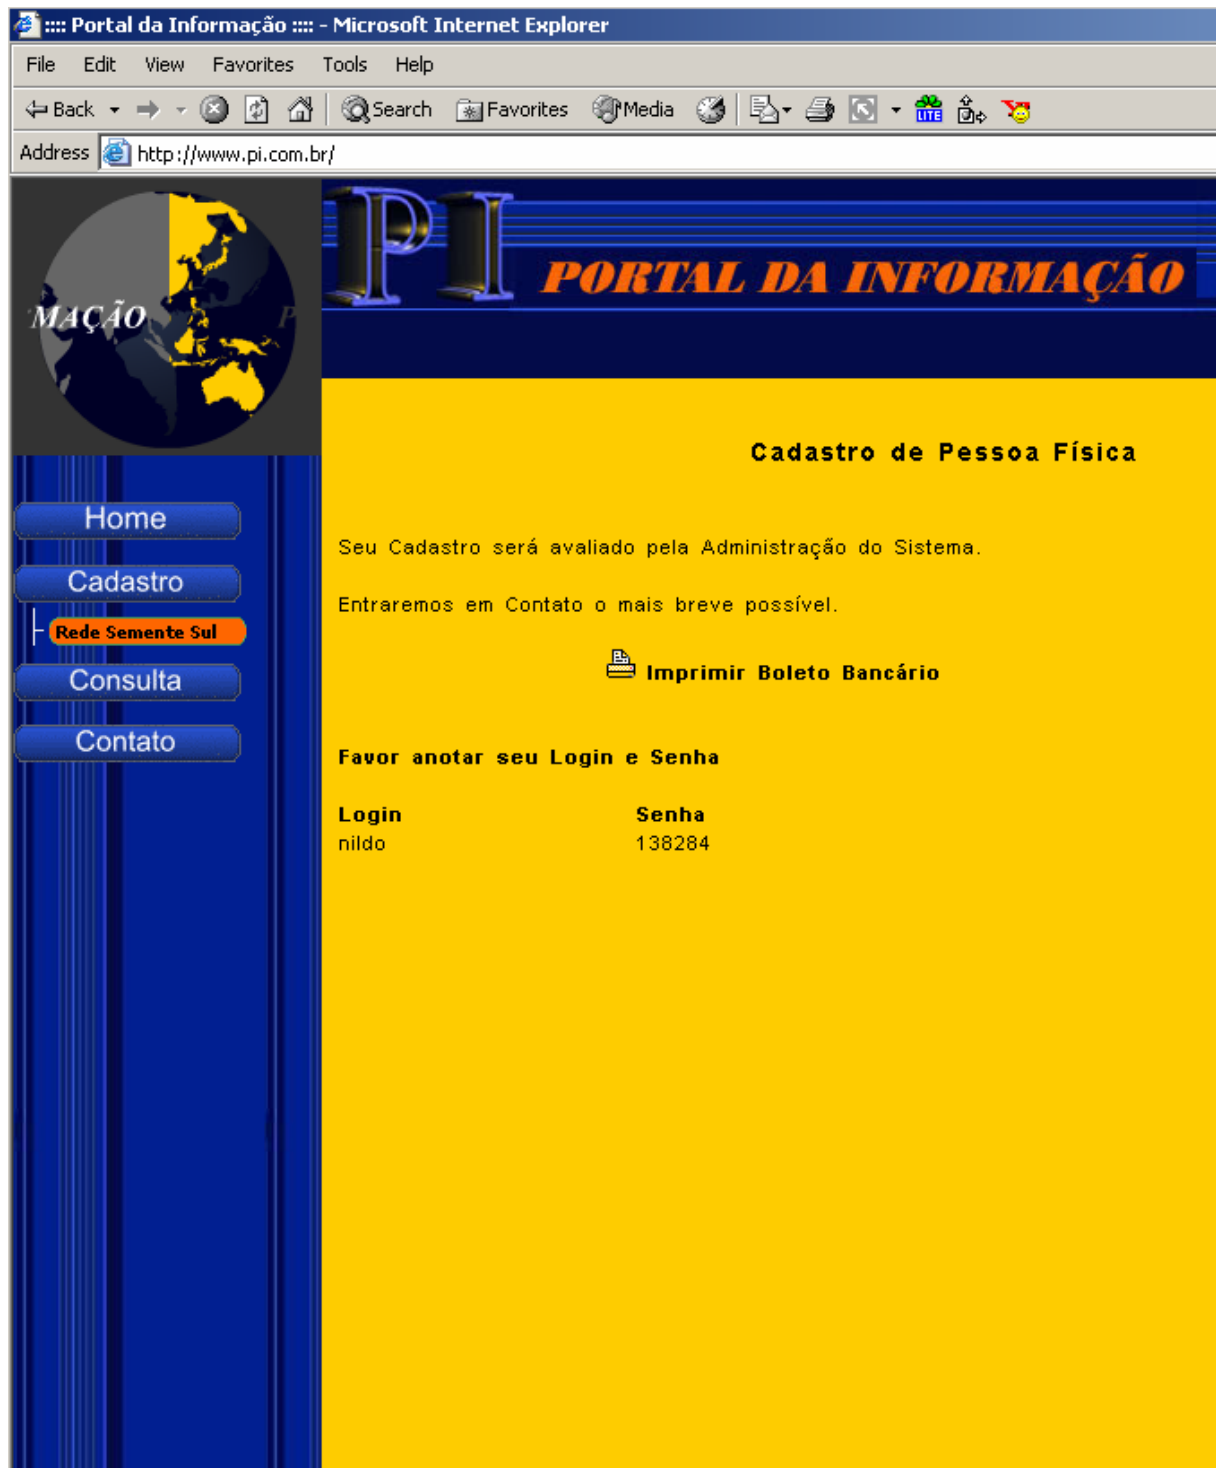 :::: Portal da Informação :::: - Microsoft Internet Explorer
File Edit View Favorites Tools Help
Back Search Favorites Media LITE
Address http://www.pi.com.br/
PI PORTAL DA INFORMAÇÃO
MAÇÃO P
Cadastro de Pessoa Física
Home
Cadastro
Rede Semente Sul
Consulta
Contato
Seu Cadastro será avaliado pela Administração do Sistema.
Entraremos em Contato o mais breve possível.
Imprimir Boleto Bancário
Favor anotar seu Login e Senha
Login Senha
nildo 138284